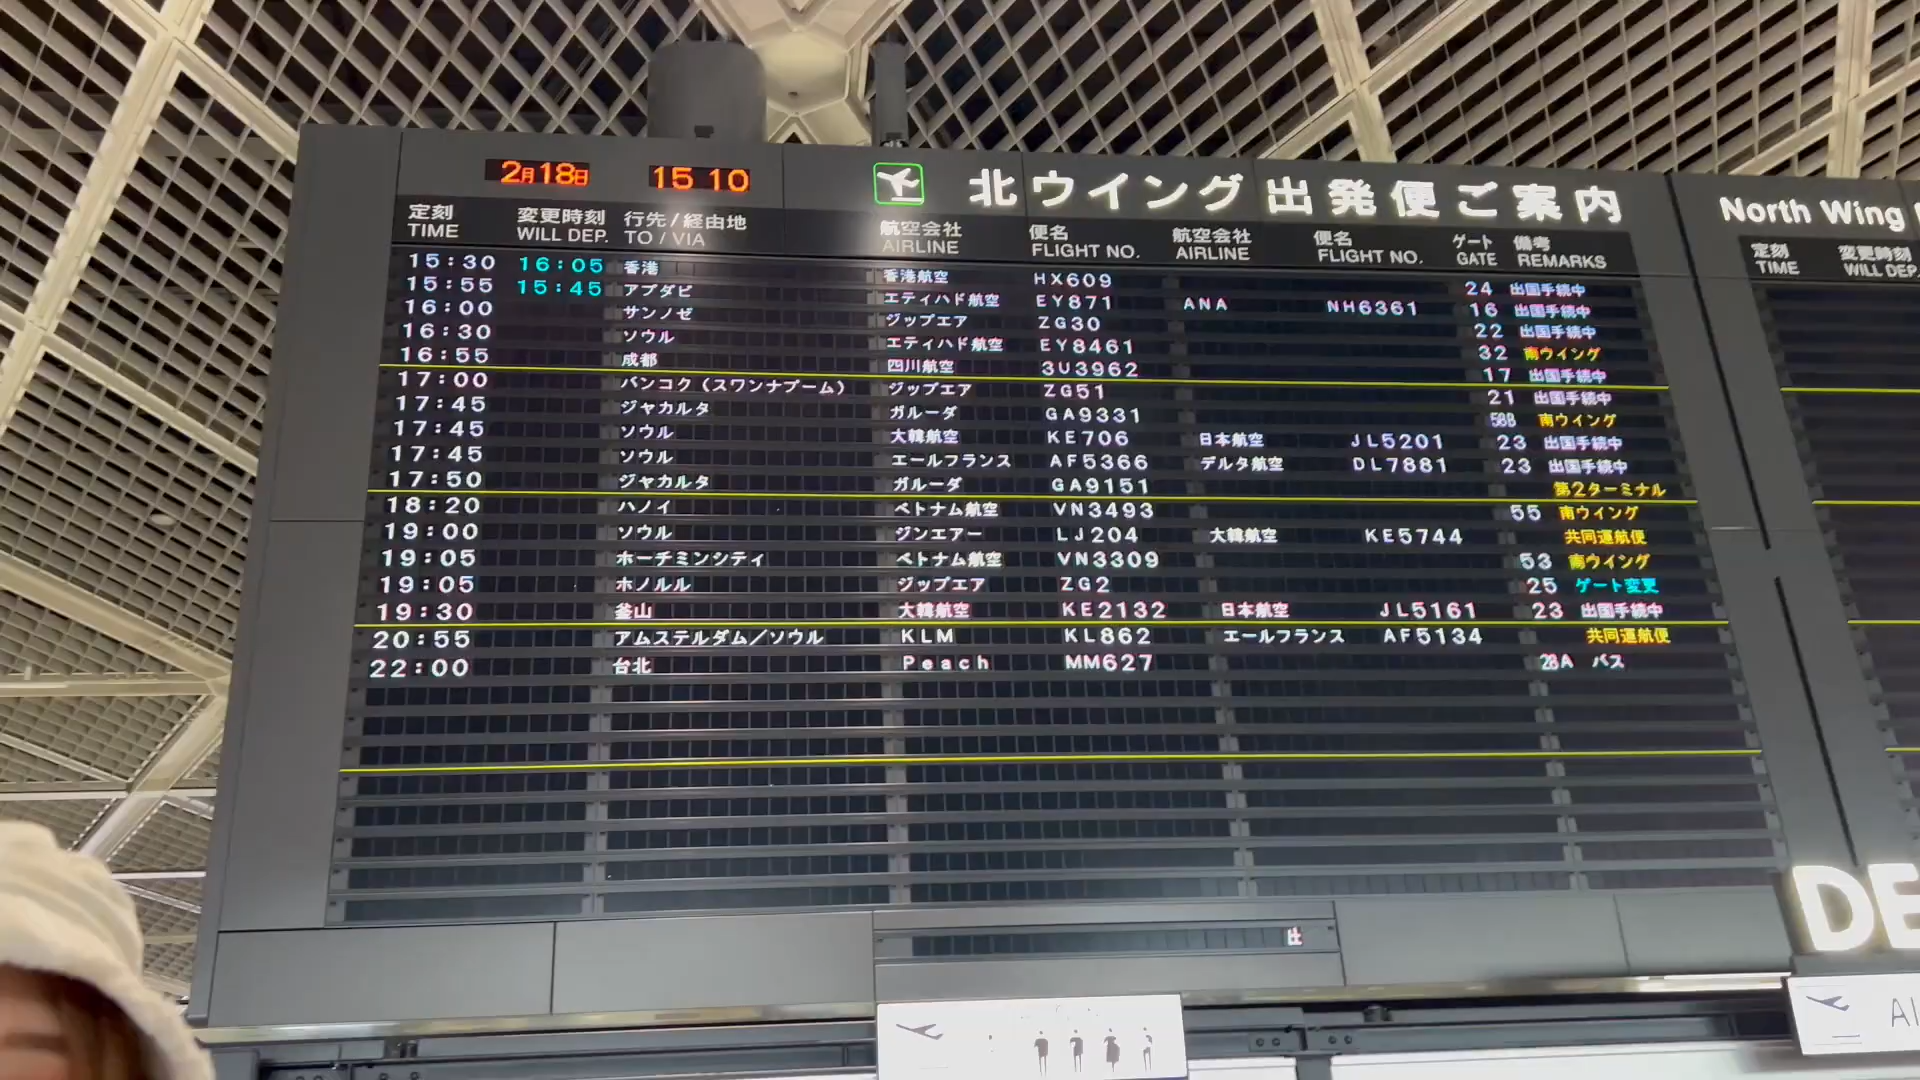 2月18日 15 10 北ウイング出発便ご案内
定刻 変更時刻 行先/経由地 航空会社 便名 航空会社 便名 ゲート 備考
TIME WILL DEP. TO / VIA AIRLINE FLIGHT NO. AIRLINE FLIGHT NO. GATE REMARKS
15:30 16:05 香港 香港航空 HX609 24 出国手続中
15:55 15:45 アブダビ エティハド航空 EY871 ANA NH6361 16 出国手続中
16:00 サンノゼ ジップエア ZG30 22 出国手続中
16:30 ソウル エティハド航空 EY8461 32 南ウイング
16:55 成都 四川航空 3U3962 17 出国手続中
17:00 バンコク(スワンナプーム) ジップエア ZG51 21 出国手続中
17:45 ジャカルタ ガルーダ GA9331 58B 南ウイング
17:45 ソウル 大韓航空 KE706 日本航空 JL5201 23 出国手続中
17:45 ソウル エールフランス AF5366 デルタ航空 DL7881 23 出国手続中
17:50 ジャカルタ ガルーダ GA9151 第2ターミナル
18:20 ハノイ ベトナム航空 VN3493 55 南ウイング
19:00 ソウル ジンエアー LJ204 大韓航空 KE5744 共同運航便
19:05 ホーチミンシティ ベトナム航空 VN3309 53 南ウイング
19:05 ホノルル ジップエア ZG2 25 ゲート変更
19:30 釜山 大韓航空 KE2132 日本航空 JL5161 23 出国手続中
20:55 アムステルダム/ソウル KLM KL862 エールフランス AF5134 共同運航便
22:00 台北 Peach MM627 28A バス
North Wing
定刻 変更時刻
TIME WILL DEP.
DE